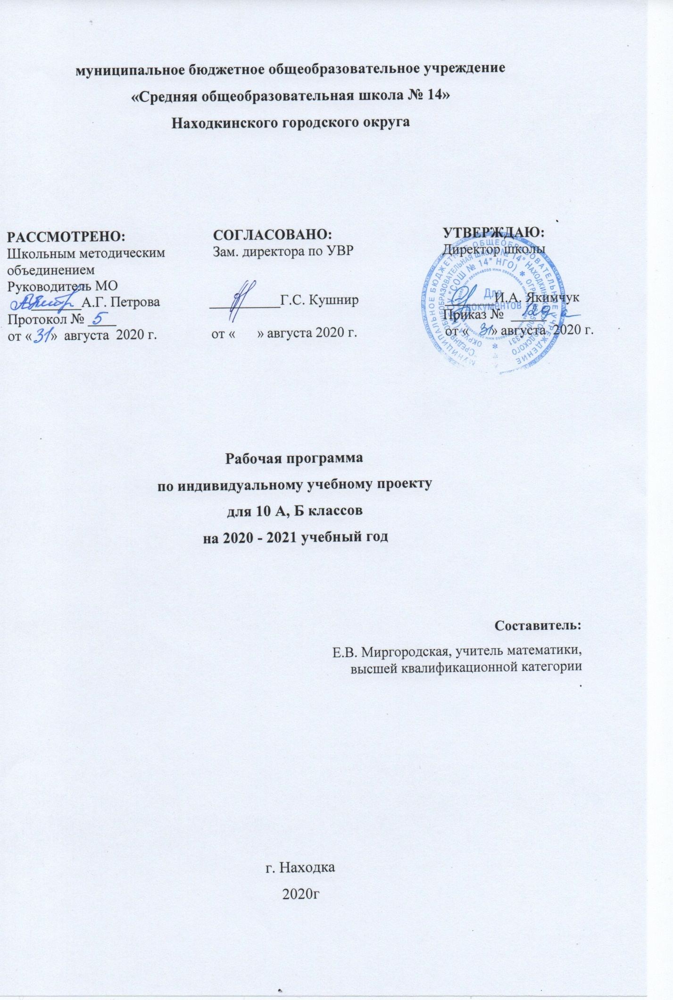 муниципальное бюджетное общеобразовательное учреждение
«Средняя общеобразовательная школа № 14»
Находкинского городского округа
РАССМОТРЕНО:
Школьным методическим
объединением
Руководитель МО
А.Г. Петрова
Протокол № 5
от «31» августа 2020 г.
СОГЛАСОВАНО:
Зам. директора по УВР
Г.С. Кушнир
от « » августа 2020 г.
УТВЕРЖДАЮ:
Директор школы
И.А. Якимчук
Приказ № 129 а
от «31» августа 2020 г.
МУНИЦИПАЛЬНОЕ БЮДЖЕТНОЕ ОБЩЕОБРАЗОВАТЕЛЬНОЕ УЧРЕЖДЕНИЕ
"СРЕДНЯЯ ОБЩЕОБРАЗОВАТЕЛЬНАЯ ШКОЛА № 14" НАХОДКИНСКОГО ГОРОДСКОГО
ОКРУГА (МБОУ "СОШ № 14" НГО) * ОГРН
Для
документов
Рабочая программа
по индивидуальному учебному проекту
для 10 А, Б классов
на 2020 - 2021 учебный год
Составитель:
Е.В. Миргородская, учитель математики,
высшей квалификационной категории
.
г. Находка
2020г